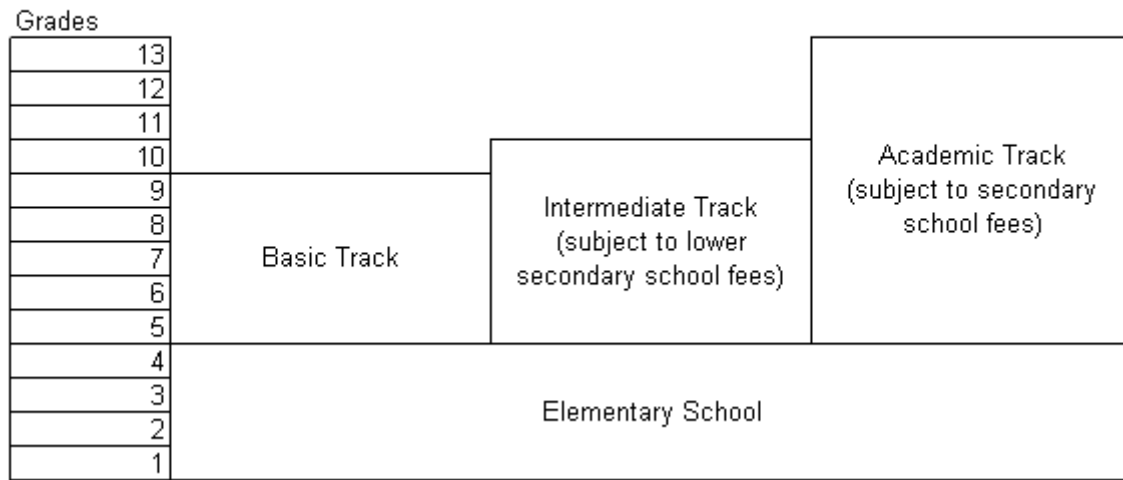 Grades
13
12
11
10
9
8
7
6
5
4
3
2
1
Basic Track
Intermediate Track
(subject to lower
secondary school fees)
Academic Track
(subject to secondary
school fees)
Elementary School